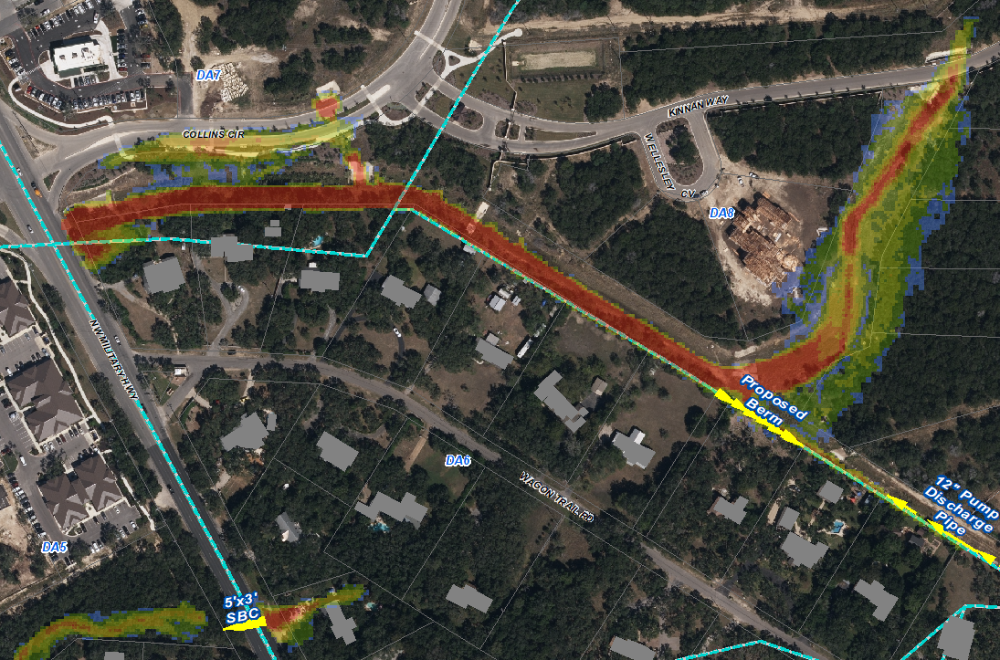 DA7
KINNAN WAY
COLLINS CIR
WELLESLEY
CV
DA8
NW MILITARY HWY
Proposed
Berm
DA6
WAGON TRAIL RD
12" Pump
Discharge
Pipe
DA5
5'x3'
SBC